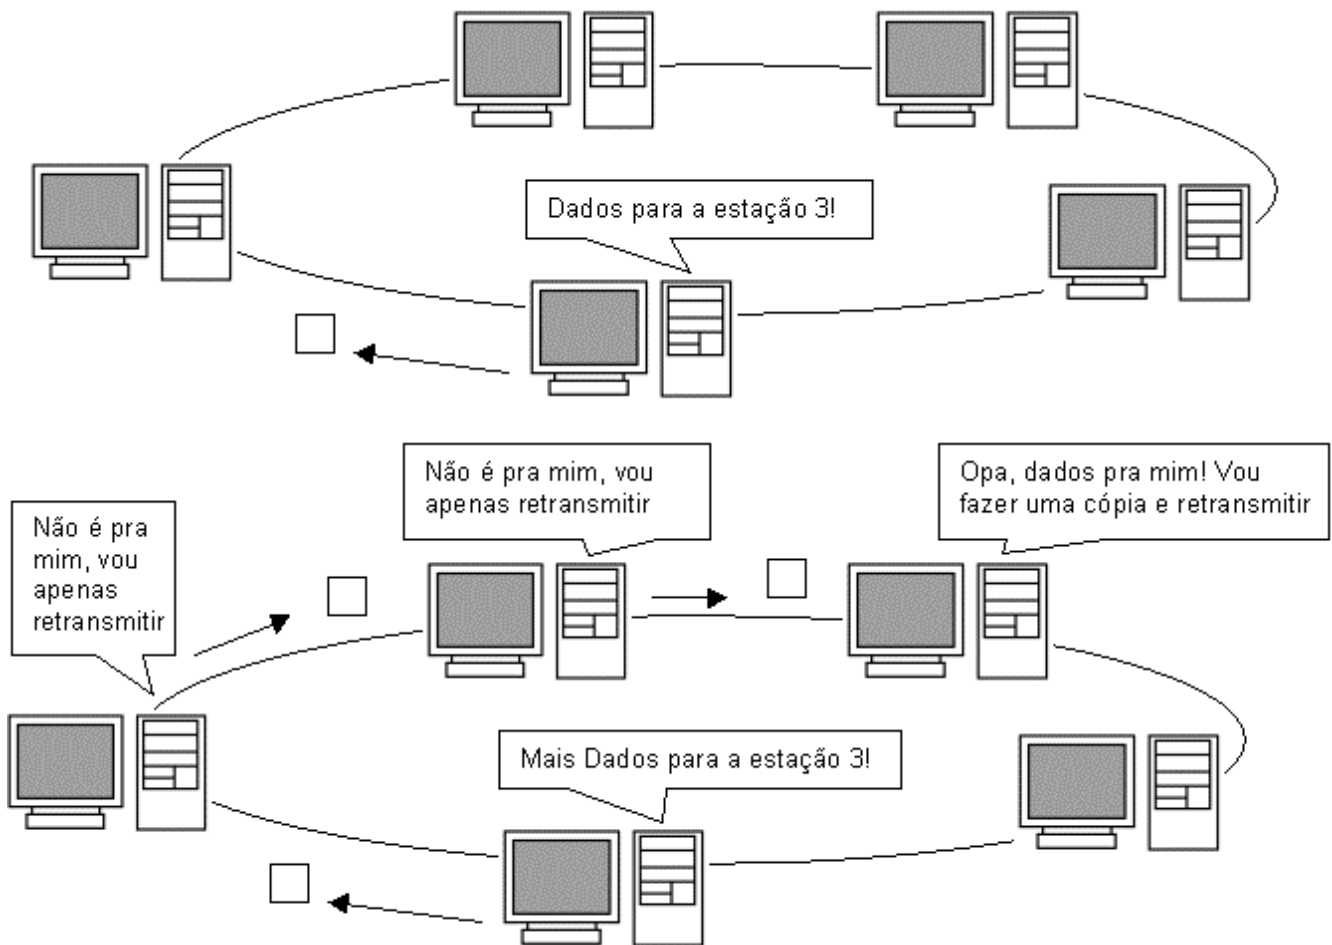 Dados para a estação 3!
Não é pra mim, vou
apenas retransmitir
Opa, dados pra mim! Vou
fazer uma cópia e retransmitir
Não é pra
mim, vou
apenas
retransmitir
Mais Dados para a estação 3!